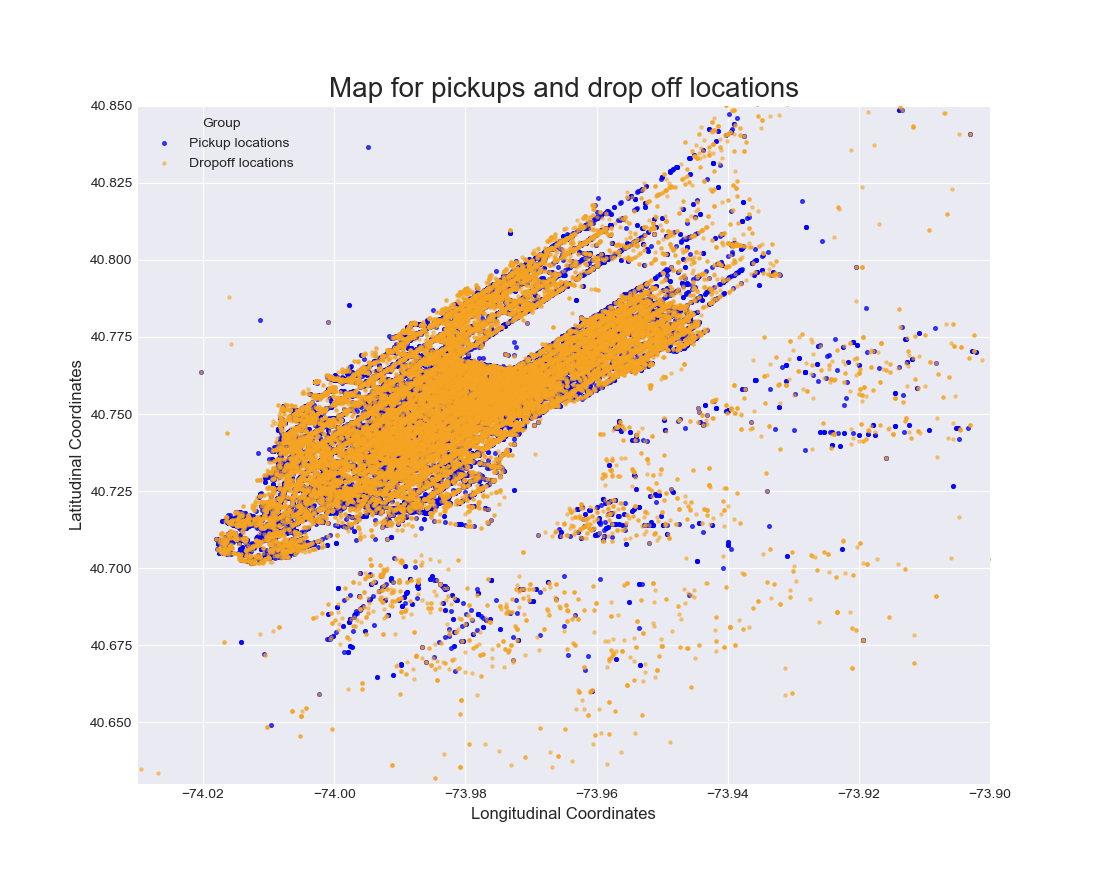 Map for pickups and drop off locations
Group
Pickup locations
Dropoff locations
40.850
40.825
40.800
40.775
40.750
40.725
40.700
40.675
40.650
Latitudinal Coordinates
−74.02 −74.00 −73.98 −73.96 −73.94 −73.92 −73.90
Longitudinal Coordinates